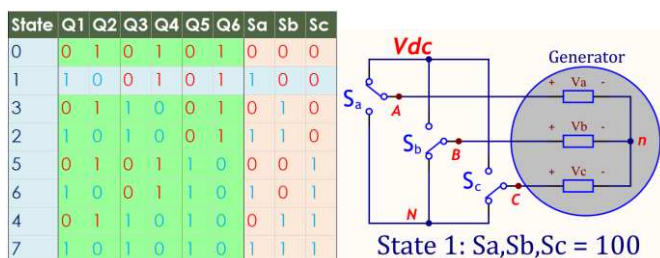 State Q1 Q2 Q3 Q4 Q5 Q6 Sa Sb Sc
0 0 1 0 1 0 1 0 0 0
1 1 0 0 1 0 1 1 0 0
3 0 1 1 0 0 1 0 1 0
2 1 0 1 0 0 1 1 1 0
5 0 1 0 1 1 0 0 0 1
6 1 0 0 1 1 0 1 0 1
4 0 1 1 0 1 0 0 1 1
7 1 0 1 0 1 0 1 1 1
Vdc
Generator
Sa
A
+ Va -
Sb
B
+ Vb -
n
Sc
C
+ Vc -
N
State 1: Sa,Sb,Sc = 100